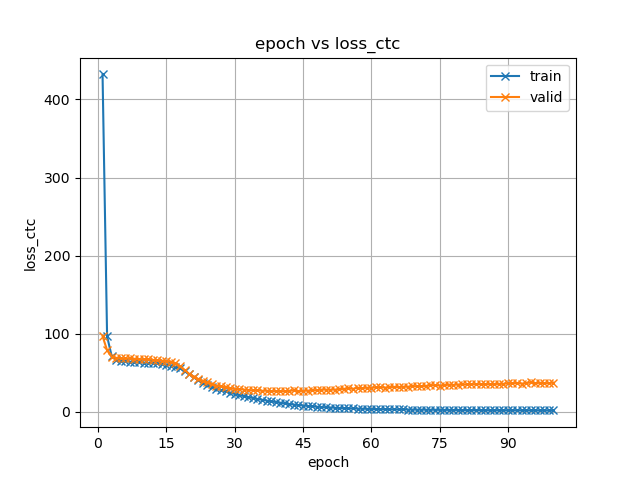 epoch vs loss_ctc
train
valid
400
300
200
100
0
loss_ctc
0 15 30 45 60 75 90
epoch